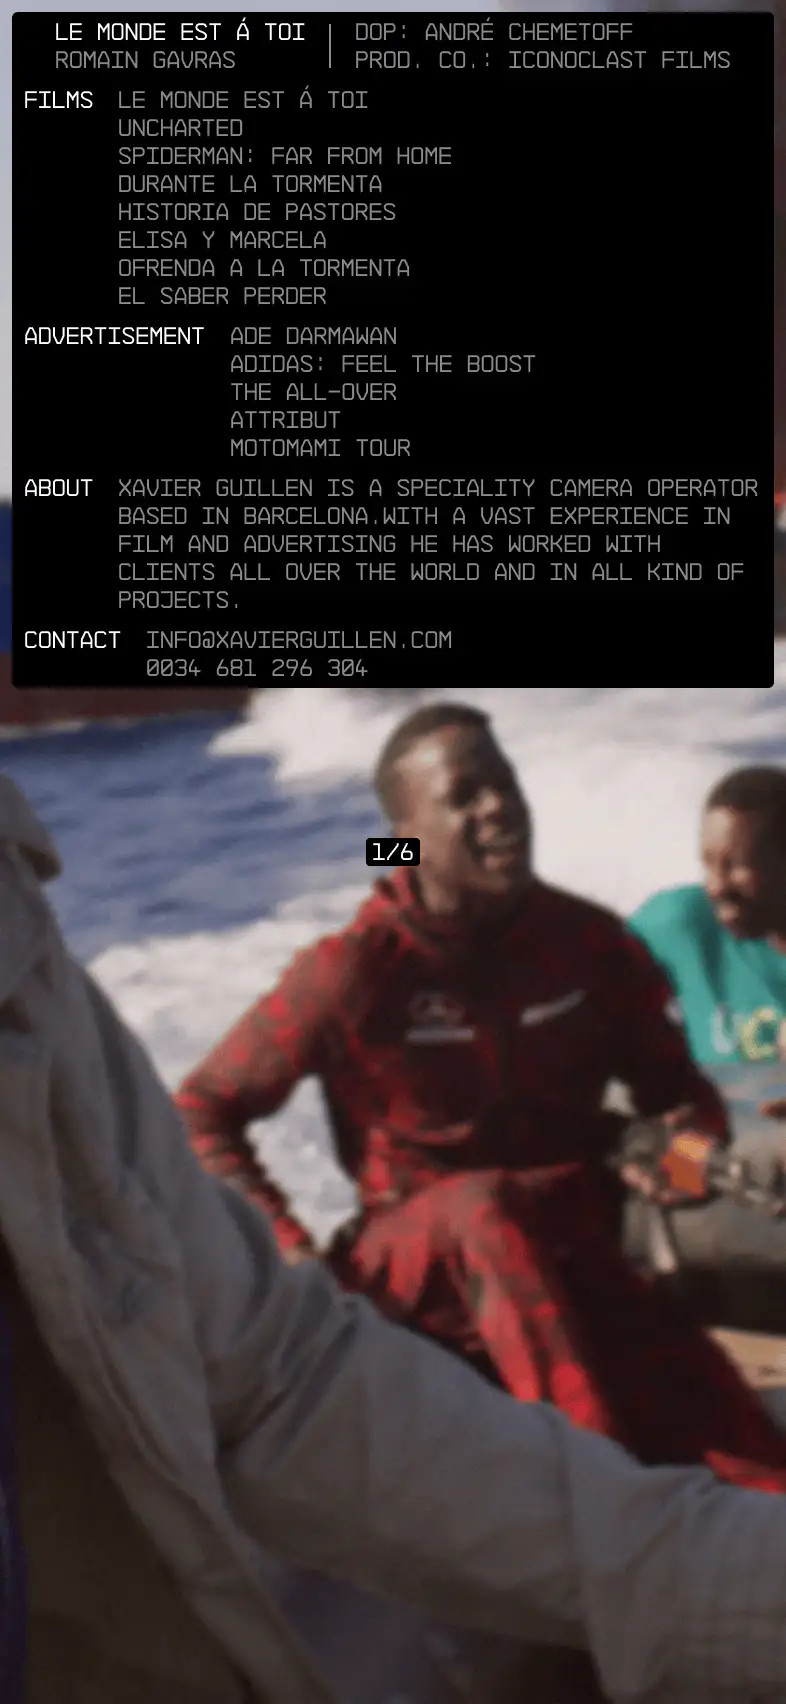 LE MONDE EST Á TOI
ROMAIN GAVRAS
DOP: ANDRÉ CHEMETOFF
PROD. CO.: ICONOCLAST FILMS
FILMS LE MONDE EST Á TOI
UNCHARTED
SPIDERMAN: FAR FROM HOME
DURANTE LA TORMENTA
HISTORIA DE PASTORES
ELISA Y MARCELA
OFRENDA A LA TORMENTA
EL SABER PERDER
ADVERTISEMENT ADE DARMAWAN
ADIDAS: FEEL THE BOOST
THE ALL-OVER
ATTRIBUT
MOTOMAMI TOUR
ABOUT XAVIER GUILLEN IS A SPECIALITY CAMERA OPERATOR
BASED IN BARCELONA.WITH A VAST EXPERIENCE IN
FILM AND ADVERTISING HE HAS WORKED WITH
CLIENTS ALL OVER THE WORLD AND IN ALL KIND OF
PROJECTS.
CONTACT INFO@XAVIERGUILLEN.COM
0034 681 296 304
1/6